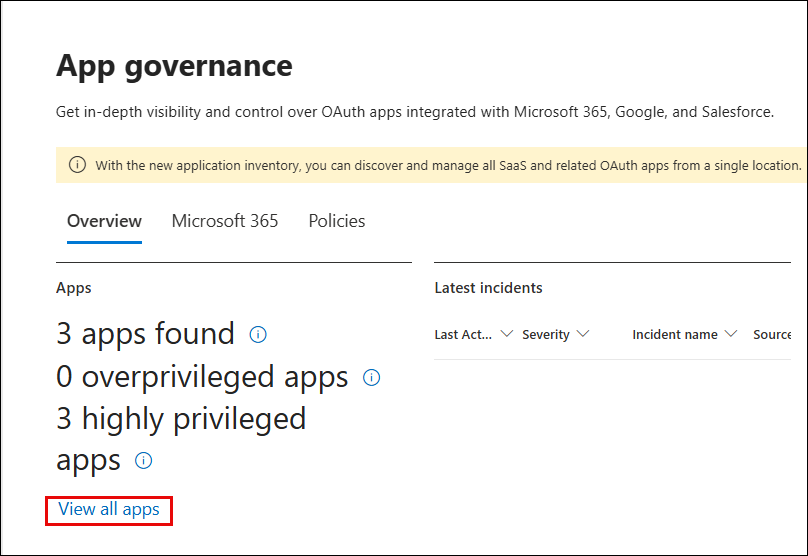 App governance
Get in-depth visibility and control over OAuth apps integrated with Microsoft 365, Google, and Salesforce.
With the new application inventory, you can discover and manage all SaaS and related OAuth apps from a single location.
Overview Microsoft 365 Policies
Apps
3 apps found
0 overprivileged apps
3 highly privileged
apps
View all apps
Latest incidents
Last Act... Severity Incident name Source